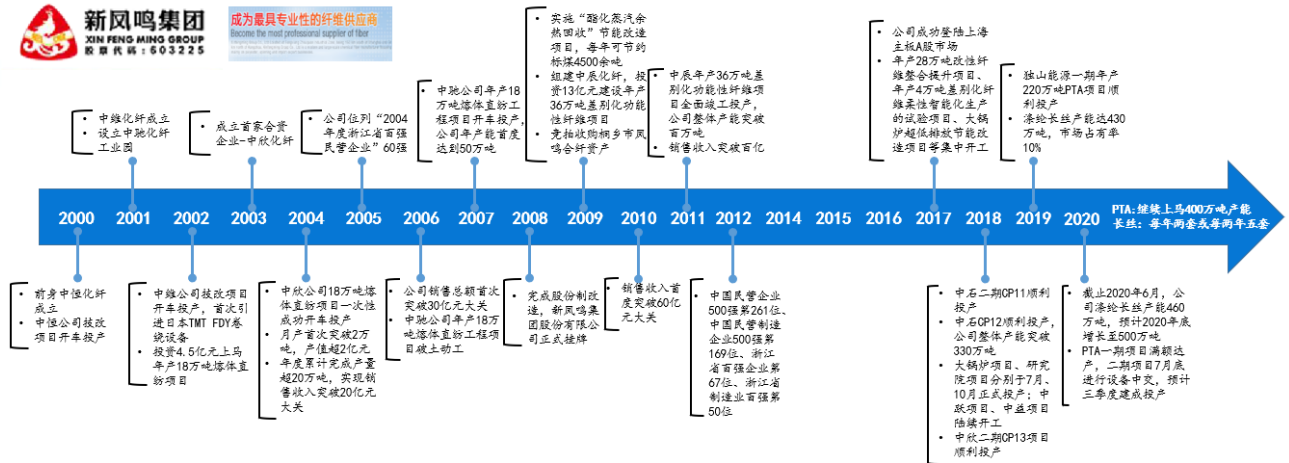 新凤鸣集团
XIN FENG MING GROUP
股票代码:603225
成为最具专业性的纤维供应商
Become the most professional supplier of fiber
• 中维化纤成立
• 设立中驰化纤
工业园
• 成立首家合资
企业-中欣化纤
• 公司位列“2004
年度浙江省百强
民营企业”60强
• 中驰公司年产18
万吨熔体直纺工
程项目开车投产,
公司年产能首度
达到50万吨
• 实施“酯化蒸汽余
热回收”节能改造
项目,每年可节约
标煤4500余吨
• 组建中辰化纤,投
资13亿元建设年产
36万吨差别化功能
性纤维项目
• 竞拍收购桐乡市凤
鸣合纤资产
• 中辰年产36万吨差
别化功能性纤维项
目全面竣工投产,
公司整体产能突破
百万吨
• 销售收入突破百亿
• 公司成功登陆上海
主板A股市场
• 年产28万吨改性纤
维整合提升项目、
年产4万吨差别化纤
维柔性智能化生产
的试验项目、大锅
炉超低排放节能改
造项目等集中开工
• 独山能源一期年产
220万吨PTA项目顺
利投产
• 涤纶长丝产能达430
万吨,市场占有率
10%
2000 2001 2002 2003 2004 2005 2006 2007 2008 2009 2010 2011 2012 2014 2015 2016 2017 2018 2019 2020
PTA:继续上马400万吨产能
长丝:每年两套或每两年五套
• 前身中恒化纤
成立
• 中恒公司技改
项目开车投产
• 中维公司技改项目
开车投产,首次引
进日本TMT FDY卷
绕设备
• 投资4.5亿元上马
年产18万吨熔体直
纺项目
• 中欣公司18万吨熔
体直纺项目一次性
成功开车投产
• 月产首次突破2万
吨,产值超2亿元
• 年度累计完成产量
超20万吨,实现销
售收入突破20亿元
大关
• 公司销售总额首次
突破30亿元大关
• 中驰公司年产18万
吨熔体直纺工程项
目破土动工
• 完成股份制改
造,新凤鸣集
团股份有限公
司正式挂牌
• 销售收入首
度突破60亿
元大关
• 中国民营企业
500强第261位、
中国民营制造
企业500强第
169位、浙江
省百强企业第
67位、浙江省
制造业百强第
50位
• 中石二期CP11顺利
投产
• 中石CP12顺利投产,
公司整体产能突破
330万吨
• 大锅炉项目、研究
院项目分别于7月、
10月正式投产;中
跃项目、中益项目
陆续开工
• 中欣二期CP13项目
顺利投产
• 截止2020年6月,公
司涤纶长丝产能460
万吨,预计2020年底
增长至500万吨
• PTA一期项目满额达
产,二期项目7月底
进行设备中交,预计
三季度建成投产